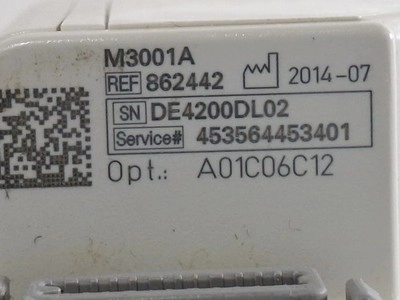 M3001A
REF 862442 2014-07
SN DE4200DL02
Service# 453564453401
Opt.: A01C06C12